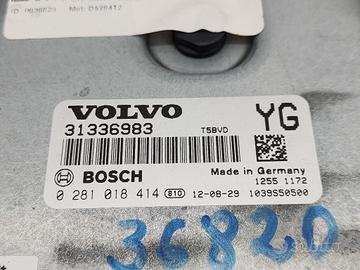 VOLVO
YG
31336983
T5BVD
BOSCH
Made in Germany
1255 1172
0 281 018 414 810 12-08-29 1039S50500
36820